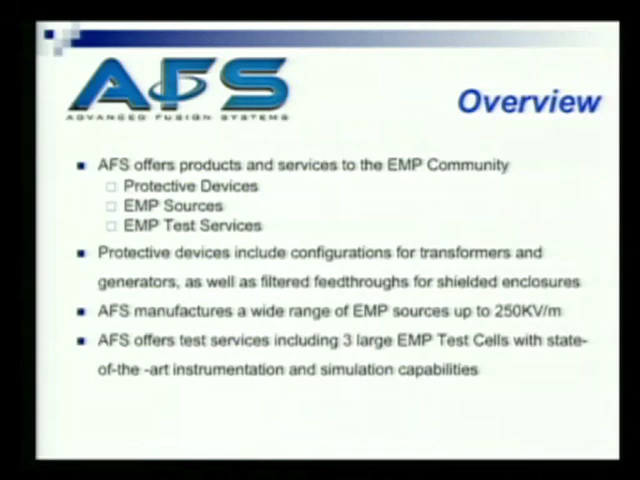 AFS
ADVANCED FUSION SYSTEMS
Overview
AFS offers products and services to the EMP Community
Protective Devices
EMP Sources
EMP Test Services
Protective devices include configurations for transformers and
generators, as well as filtered feedthroughs for shielded enclosures
AFS manufactures a wide range of EMP sources up to 250KV/m
AFS offers test services including 3 large EMP Test Cells with state-
of-the -art instrumentation and simulation capabilities